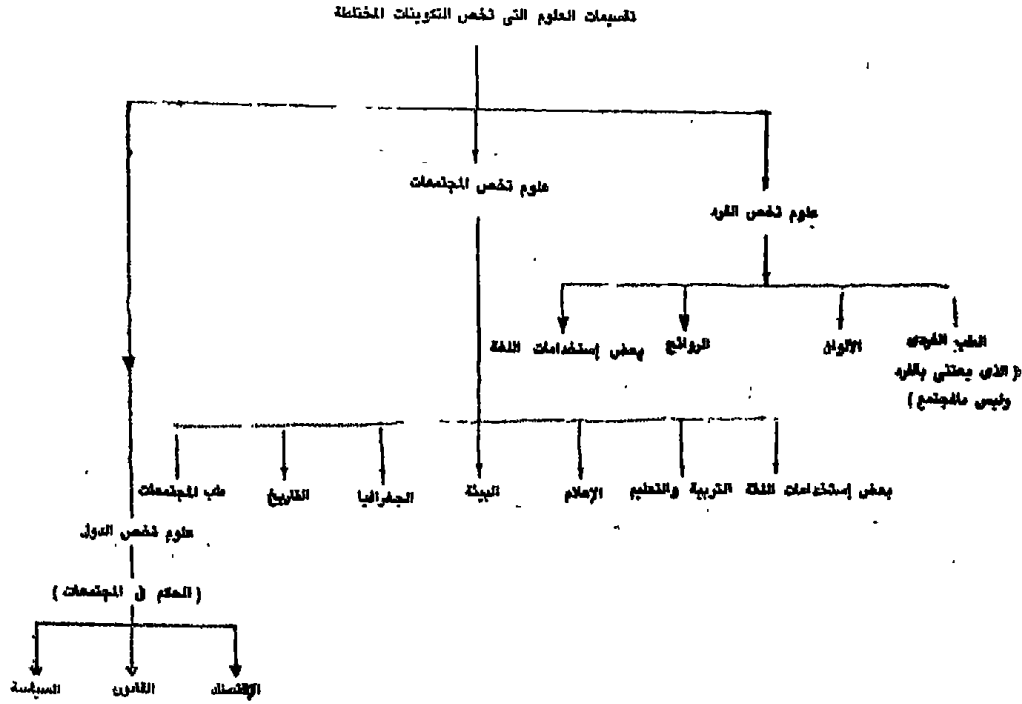 تقسيمات العلوم التى تخص التكوينات المختلطة
علوم تخص المجتمعات
علوم تخص الفرد
الطب الفردى
( الذى يعتنى بالفرد
وليس بالمجتمع )
الألوان
الروائح
بعض إستخدامات اللغة
بعض إستخدامات اللغة
التربية والتعليم
الإعلام
البيئة
الجغرافيا
التاريخ
طب المجتمعات
علوم تخص الدول
المجتمعات )
الإقتصاد
القانون
السياسة